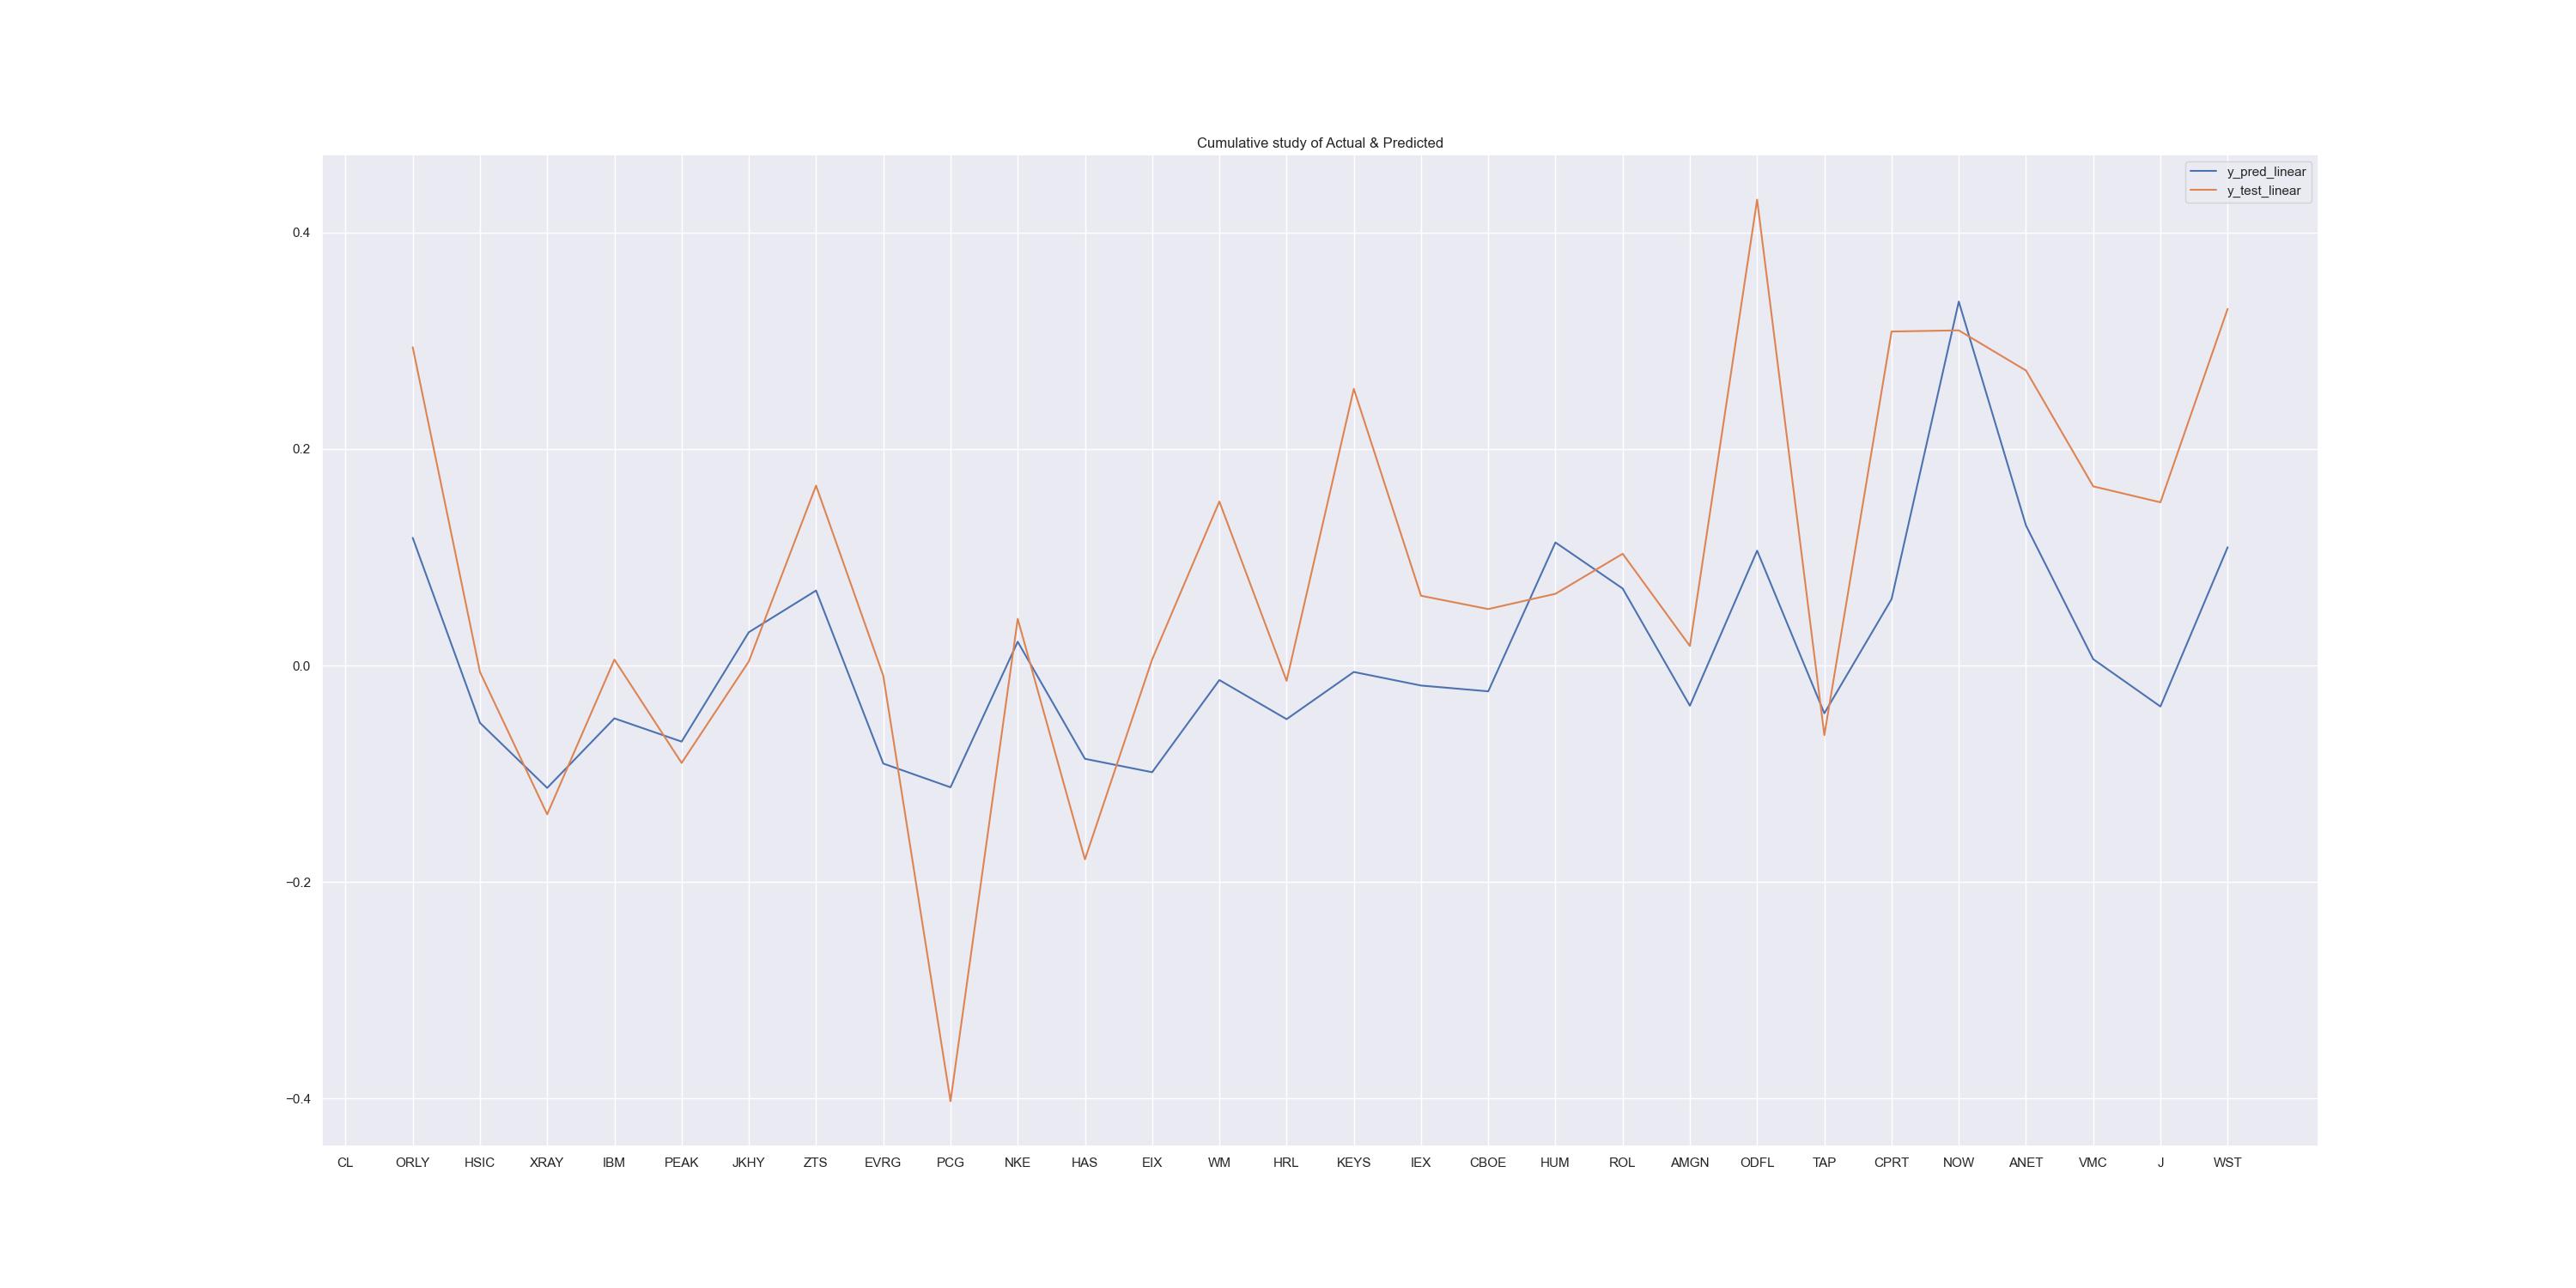 Cumulative study of Actual & Predicted
y_pred_linear
y_test_linear
0.4
0.2
0.0
−0.2
−0.4
CL ORLY HSIC XRAY IBM PEAK JKHY ZTS EVRG PCG NKE HAS EIX WM HRL KEYS IEX CBOE HUM ROL AMGN ODFL TAP CPRT NOW ANET VMC J WST